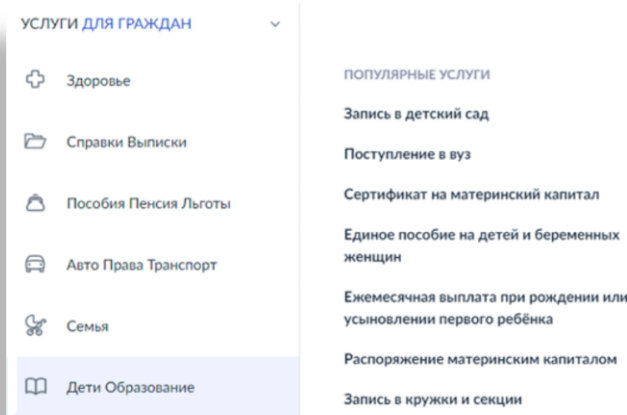 УСЛУГИ ДЛЯ ГРАЖДАН
Здоровье
Справки Выписки
Пособия Пенсия Льготы
Авто Права Транспорт
Семья
Дети Образование
ПОПУЛЯРНЫЕ УСЛУГИ
Запись в детский сад
Поступление в вуз
Сертификат на материнский капитал
Единое пособие на детей и беременных
женщин
Ежемесячная выплата при рождении или
усыновлении первого ребёнка
Распоряжение материнским капиталом
Запись в кружки и секции